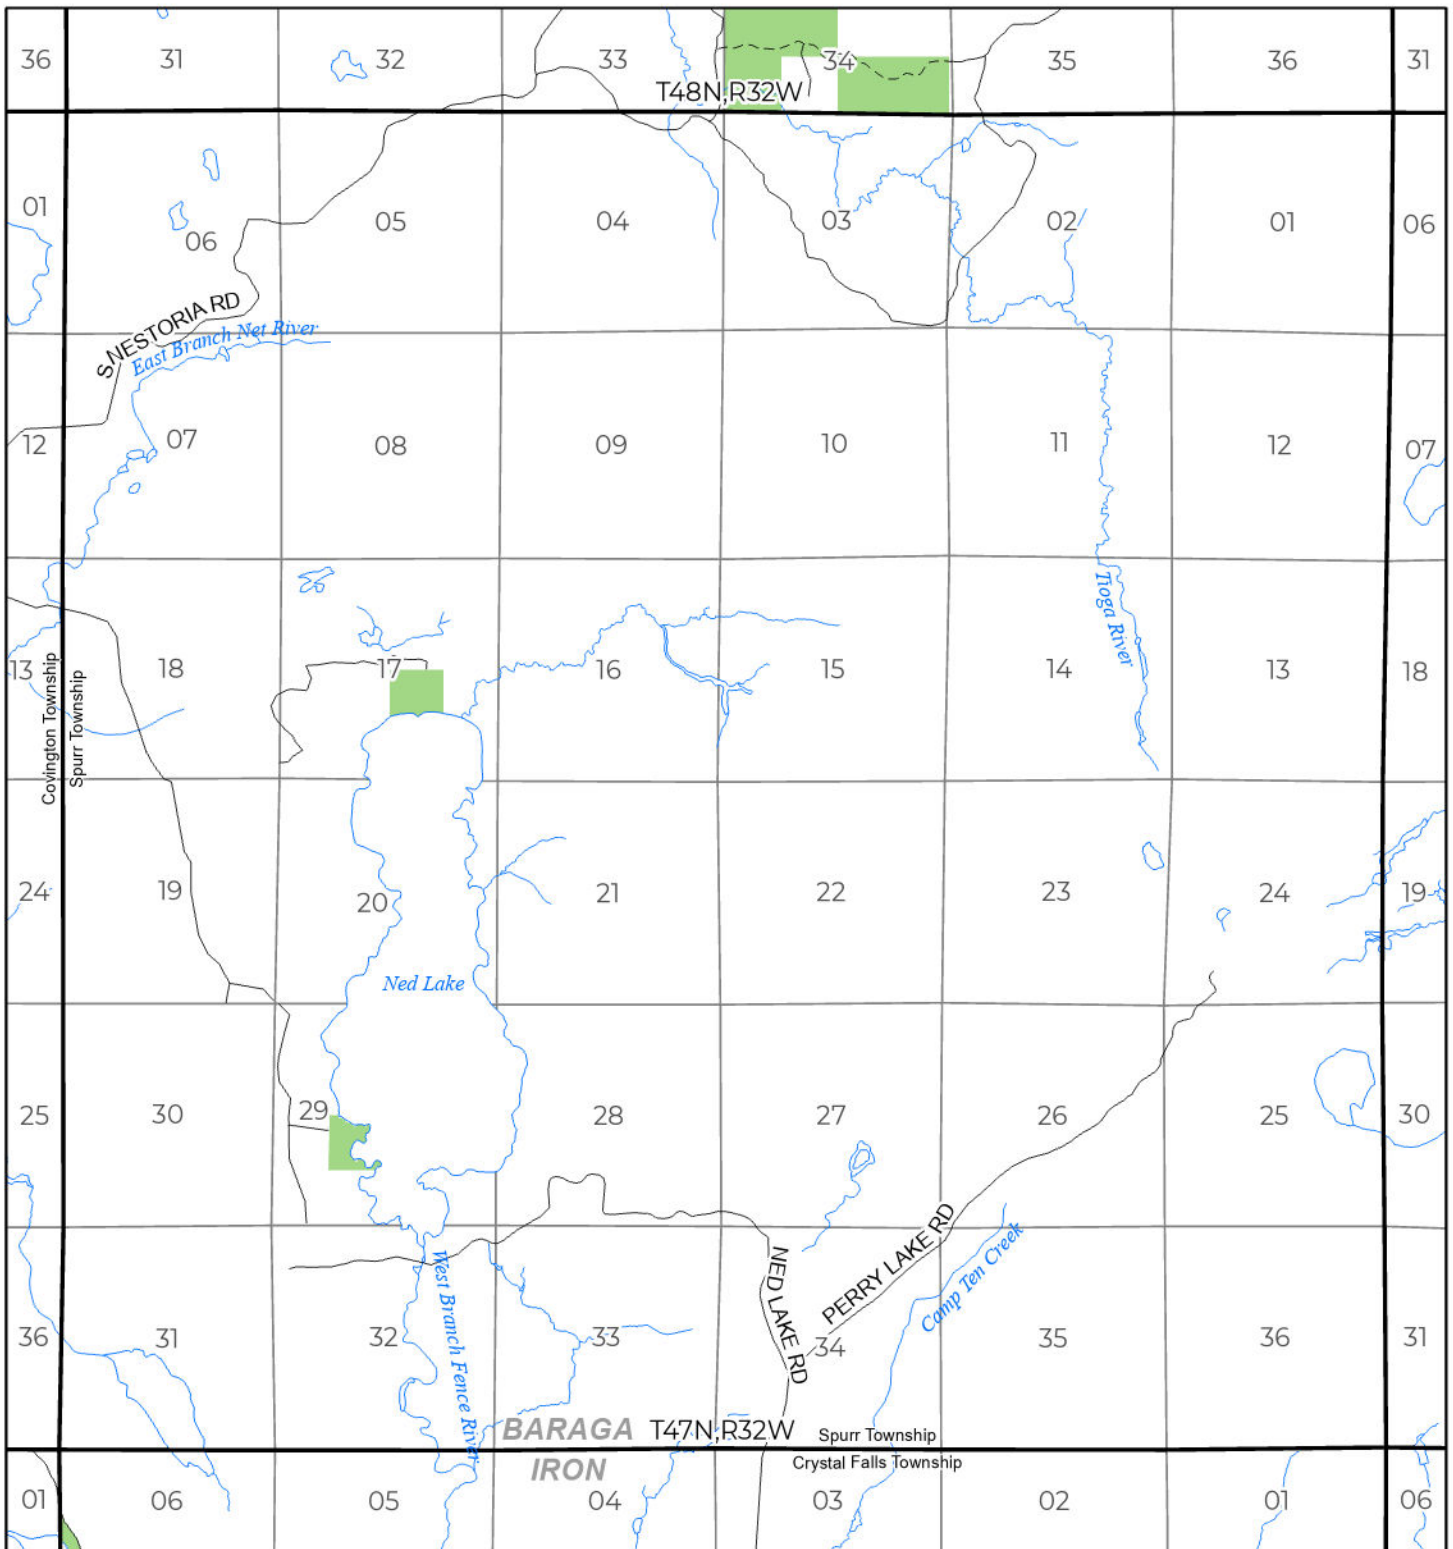 36 31 32 33 34 35 36 31
T48N,R32W
01 06 05 04 03 02 01 06
S NESTORIA RD
East Branch Net River
12 07 08 09 10 11 12 07
Tioga River
13 18 17 16 15 14 13 18
Covington Township
Spurr Township
24 19 20 21 22 23 24 19
Ned Lake
25 30 29 28 27 26 25 30
NED LAKE RD
PERRY LAKE RD
Camp Ten Creek
West Branch Fence River
36 31 32 33 34 35 36 31
BARAGA T47N,R32W Spurr Township
IRON Crystal Falls Township
01 06 05 04 03 02 01 06